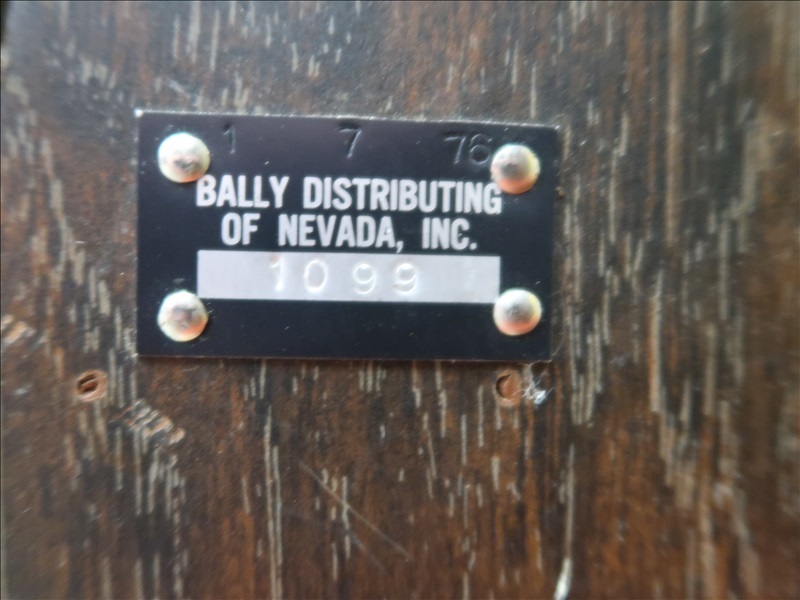 1 7 76
BALLY DISTRIBUTING
OF NEVADA, INC.
1099